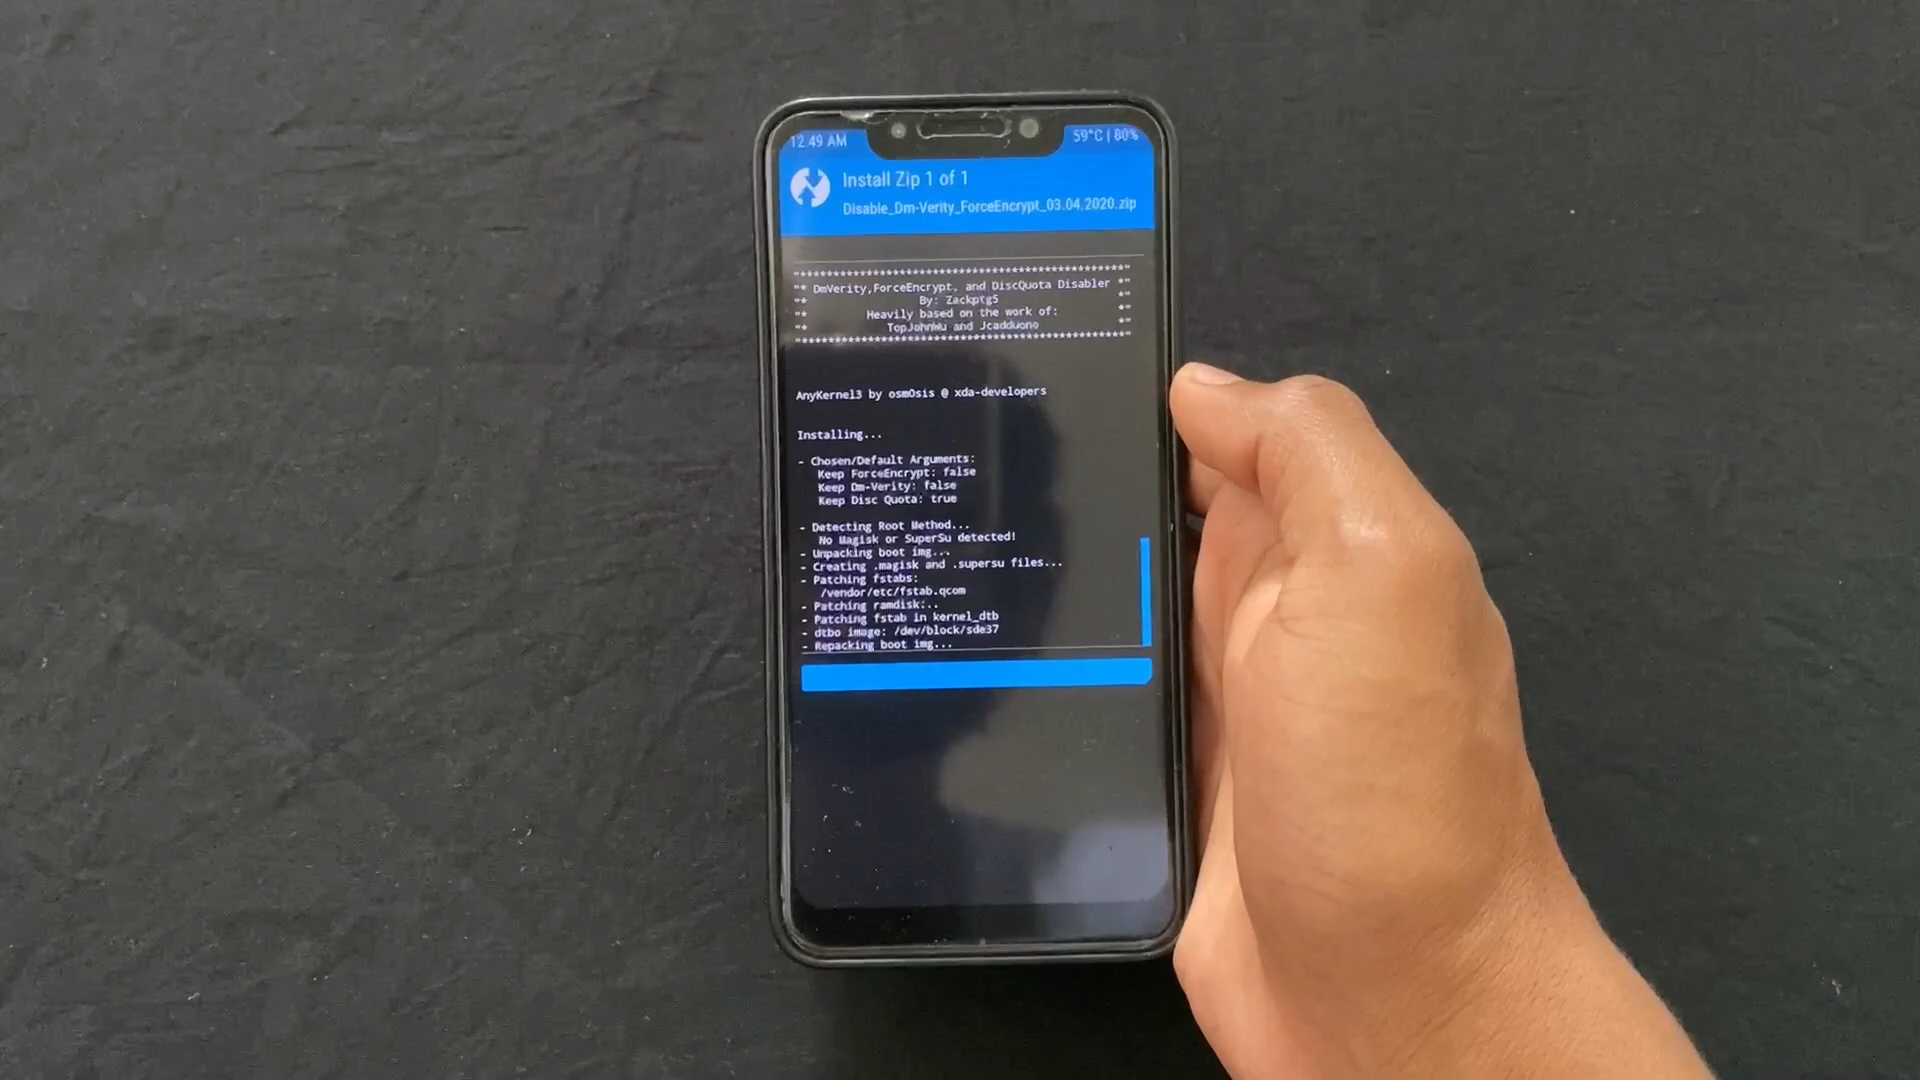 12.49 AM
59°C | 80%
Install Zip 1 of 1
Disable_Dm-Verity_ForceEncrypt_03.04.2020.zip
"**************************************************"
"* DmVerity,ForceEncrypt, and DiscQuota Disabler *"
"* By: Zackptg5 *"
"* Heavily based on the work of: *"
"* TopJohnWu and Jcadduono *"
"**************************************************"
AnyKernel3 by osm0sis @ xda-developers
Installing...
- Chosen/Default Arguments:
Keep ForceEncrypt: false
Keep Dm-Verity: false
Keep Disc Quota: true
- Detecting Root Method...
No Magisk or SuperSu detected!
- Unpacking boot img...
- Creating .magisk and .supersu files...
- Patching fstabs:
/vendor/etc/fstab.qcom
- Patching ramdisk...
- Patching fstab in kernel_dtb
- dtbo image: /dev/block/sde37
- Repacking boot img...